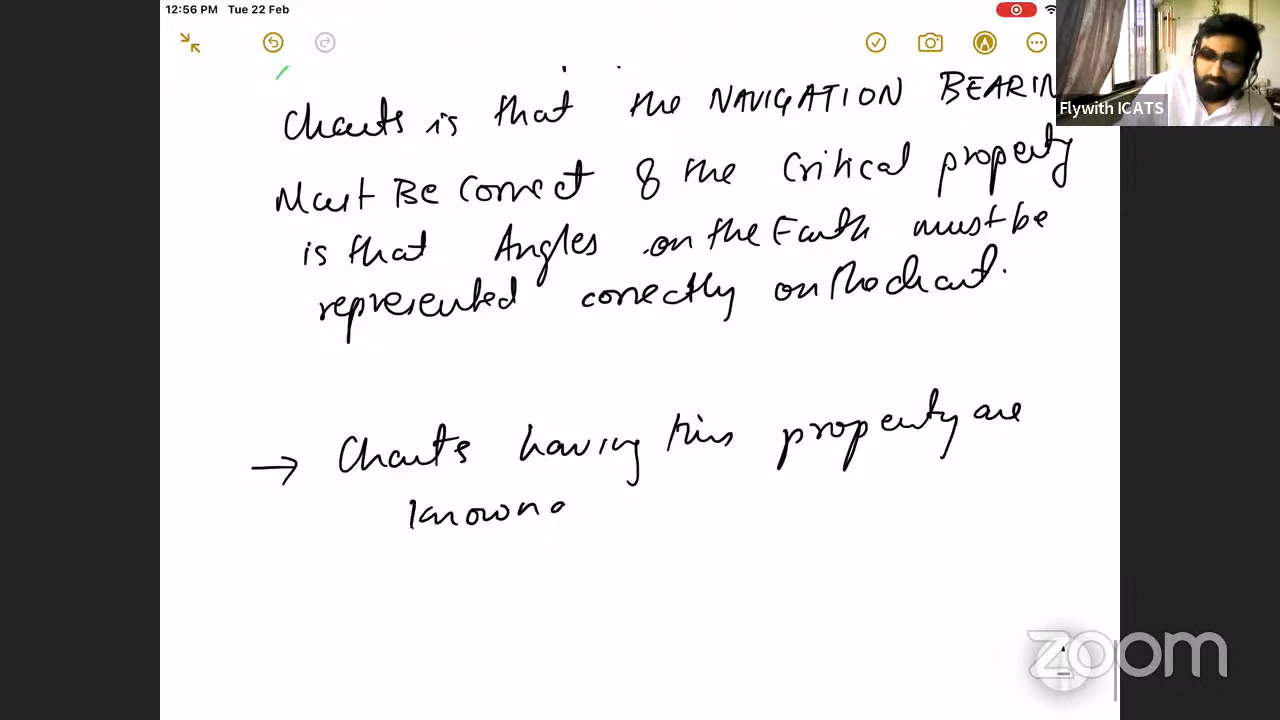 12:56 PM Tue 22 Feb
Flywith ICATS
Charts is that the NAVIGATION BEARIN
Must Be Correct & the Critical property
is that Angles on the Earth must be
represented correctly on the chart.
→ Charts having this property are
known a
zoom